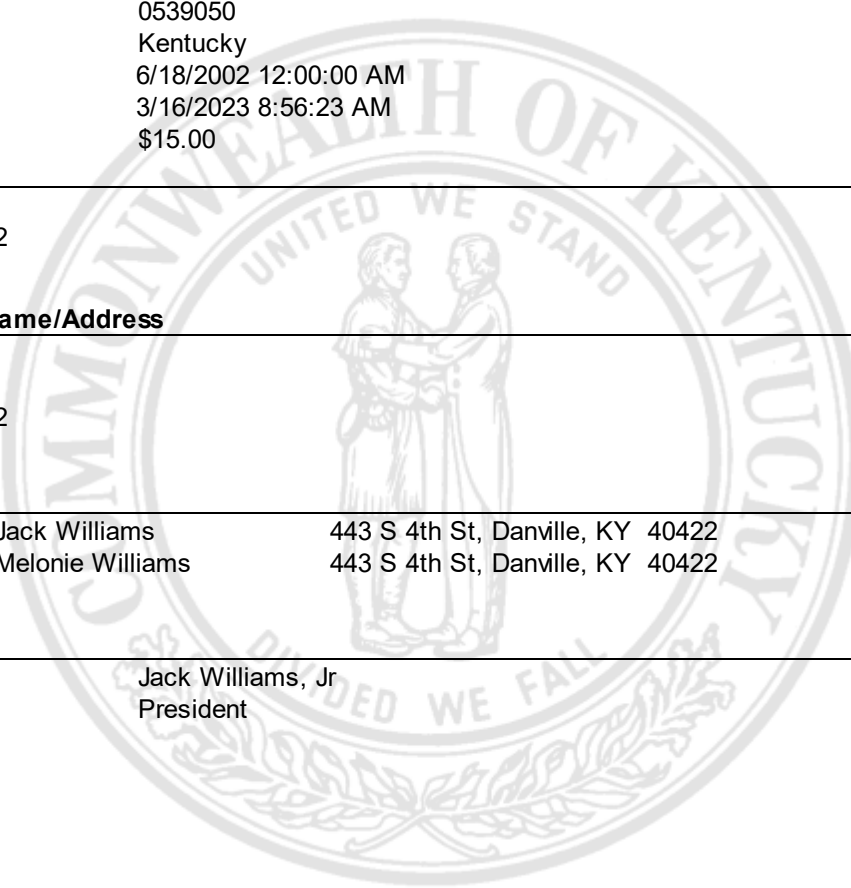 0539050
Kentucky
6/18/2002 12:00:00 AM
3/16/2023 8:56:23 AM
$15.00
2
ame/Address
2
Jack Williams 443 S 4th St, Danville, KY 40422
Melonie Williams 443 S 4th St, Danville, KY 40422
Jack Williams, Jr
President
COMMONWEALTH OF KENTUCKY
UNITED WE STAND
DIVIDED WE FALL